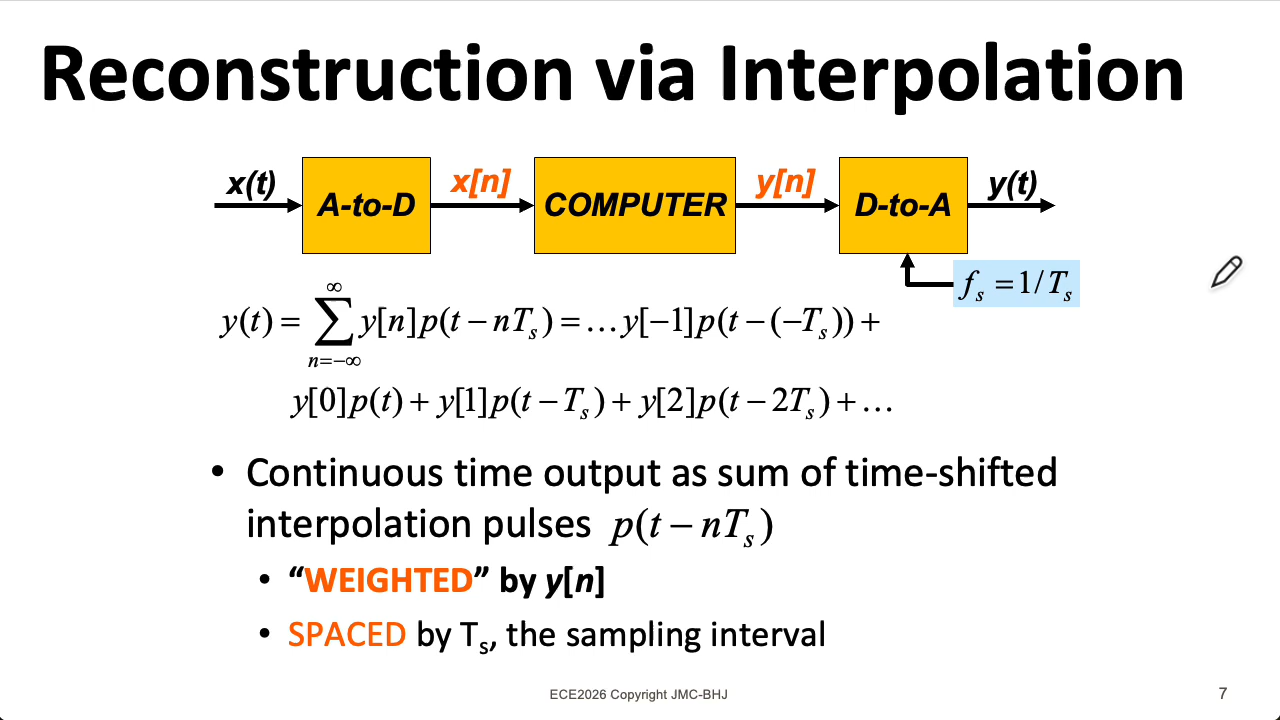 Reconstruction via Interpolation
x(t) A-to-D x[n] COMPUTER y[n] D-to-A y(t)
f_s = 1/T_s
y(t) = ∑_{n=−∞}^{∞} y[n]p(t − nT_s) = …y[−1]p(t − (−T_s)) +
y[0]p(t) + y[1]p(t − T_s) + y[2]p(t − 2T_s) + …
• Continuous time output as sum of time-shifted
interpolation pulses p(t − nT_s)
• “WEIGHTED” by y[n]
• SPACED by T_s, the sampling interval
ECE2026 Copyright JMC-BHJ
7